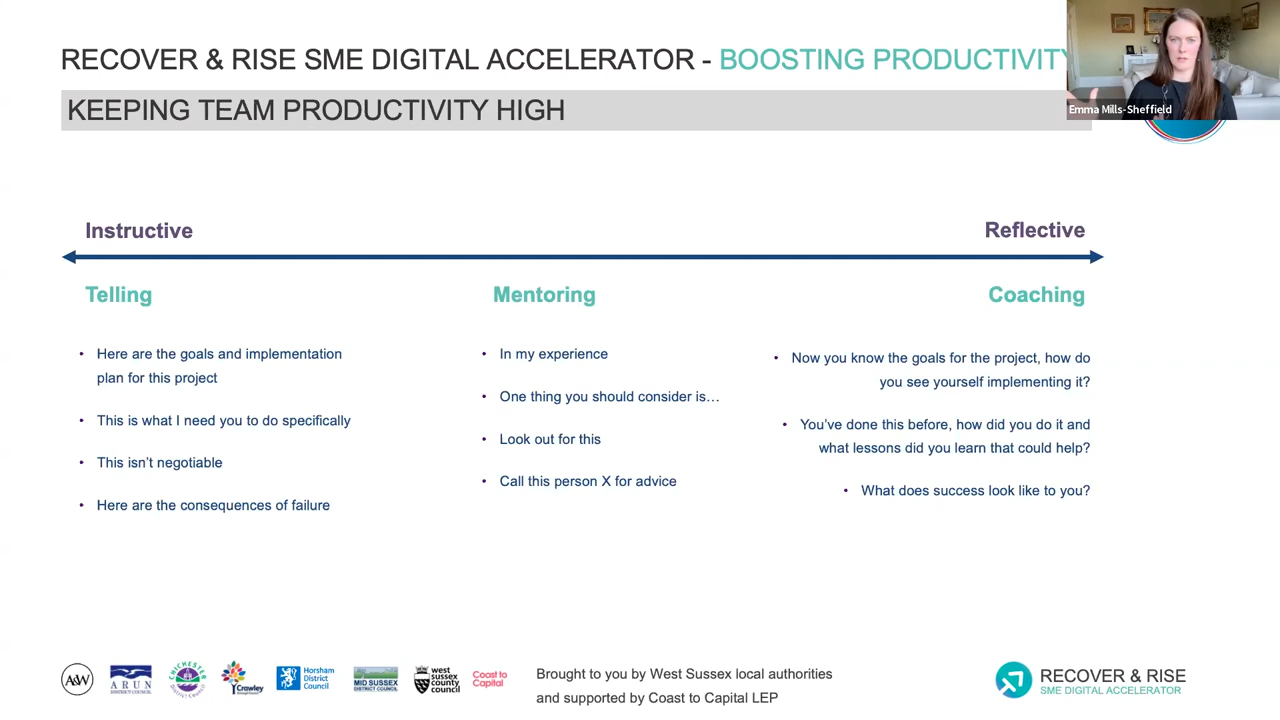 RECOVER & RISE SME DIGITAL ACCELERATOR - BOOSTING PRODUCTIVITY
Emma Mills-Sheffield
KEEPING TEAM PRODUCTIVITY HIGH
Instructive
Reflective
Telling
• Here are the goals and implementation
plan for this project
• This is what I need you to do specifically
• This isn't negotiable
• Here are the consequences of failure
Mentoring
• In my experience
• One thing you should consider is…
• Look out for this
• Call this person X for advice
Coaching
• Now you know the goals for the project, how do
you see yourself implementing it?
• You've done this before, how did you do it and
what lessons did you learn that could help?
• What does success look like to you?
A&W
ARUN
DISTRICT COUNCIL
CHICHESTER
District Council
Crawley
Horsham
District
Council
MID SUSSEX
DISTRICT COUNCIL
west
sussex
county
council
Coast to
Capital
Brought to you by West Sussex local authorities
and supported by Coast to Capital LEP
RECOVER & RISE
SME DIGITAL ACCELERATOR